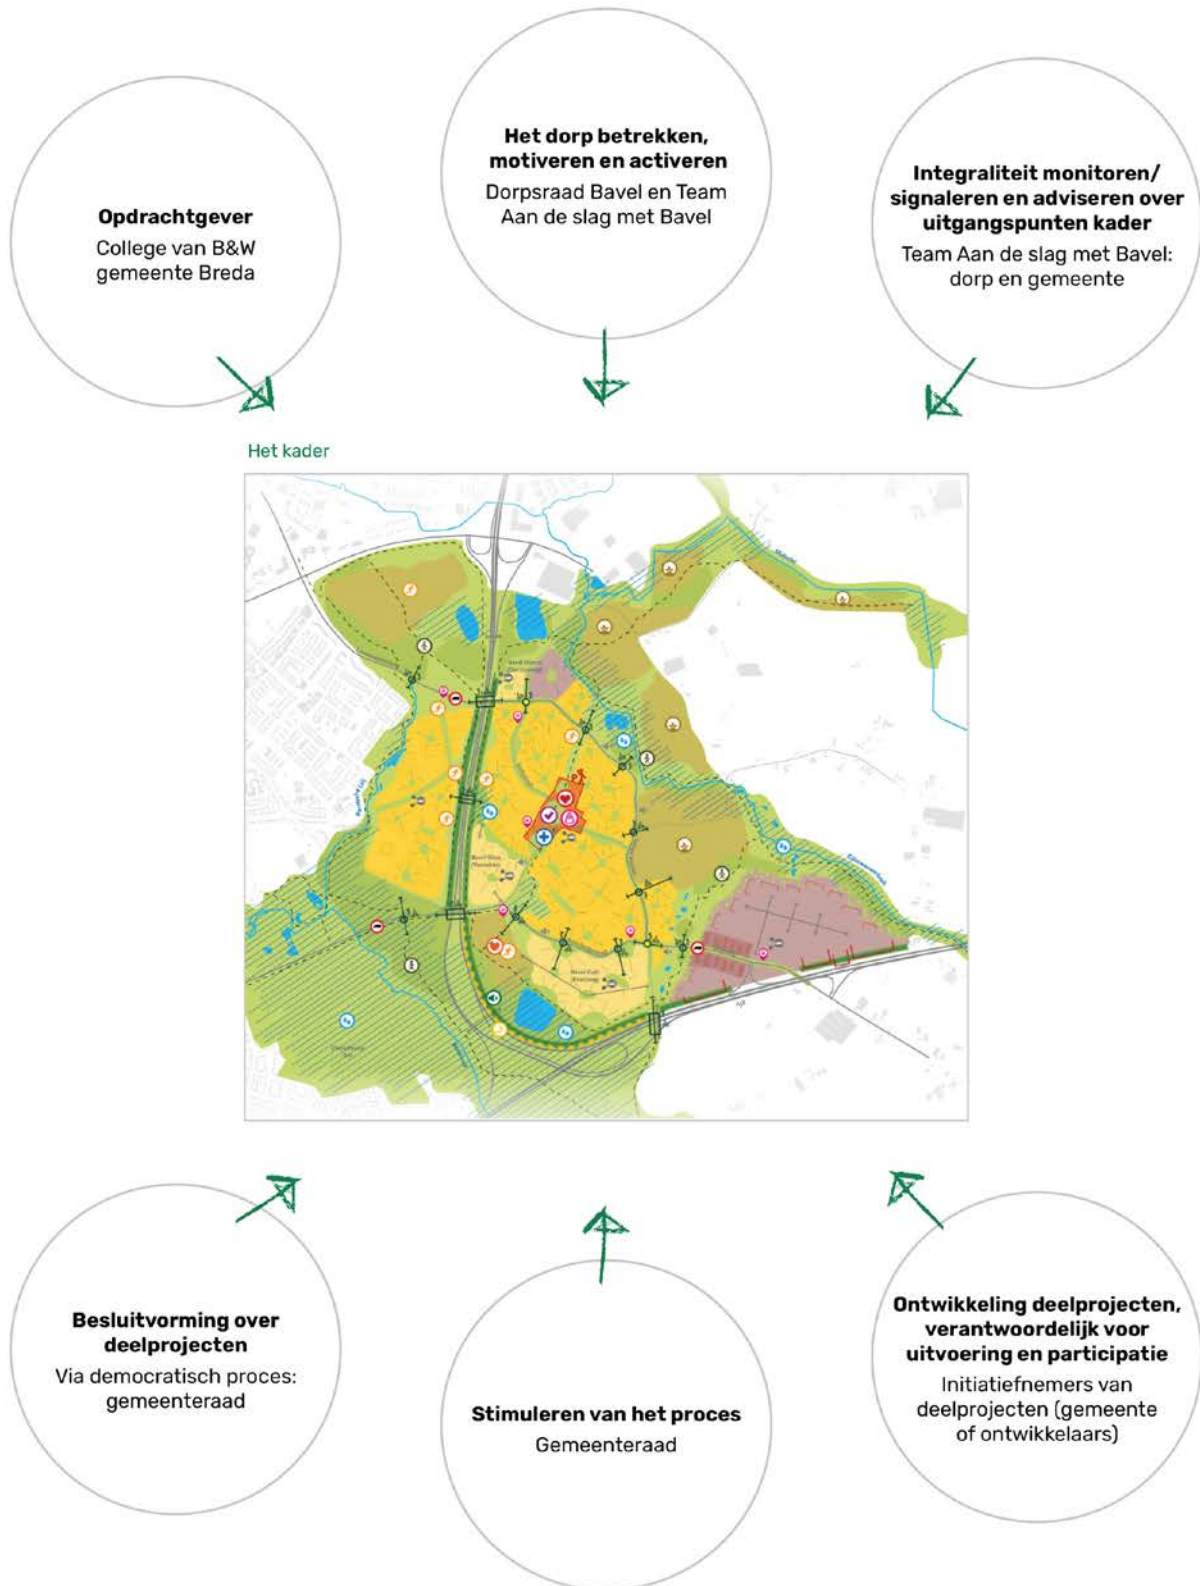 Opdrachtgever
College van B&W
gemeente Breda
Het dorp betrekken,
motiveren en activeren
Dorpsraad Bavel en Team
Aan de slag met Bavel
Integraliteit monitoren/
signaleren en adviseren over
uitgangspunten kader
Team Aan de slag met Bavel:
dorp en gemeente
Het kader
Besluitvorming over
deelprojecten
Via democratisch proces:
gemeenteraad
Stimuleren van het proces
Gemeenteraad
Ontwikkeling deelprojecten,
verantwoordelijk voor
uitvoering en participatie
Initiatiefnemers van
deelprojecten (gemeente
of ontwikkelaars)